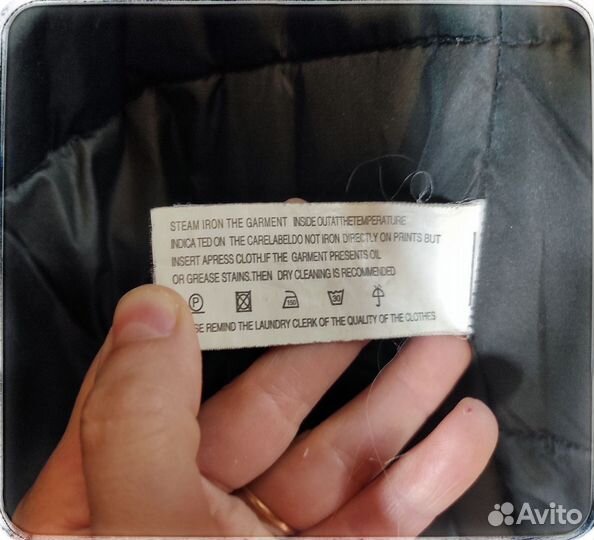 STEAM IRON THE GARMENT INSIDE OUTATTHETEMPERATURE
INDICATED ON THE CARELABELDO NOT IRON DIRECTLY ON PRINTS BUT
INSERT APRESS CLOTH.IF THE GARMENT PRESENTS OIL
OR GREASE STAINS.THEN DRY CLEANING IS RECOMMENDED
P 150 30
SE REMIND THE LAUNDRY CLERK OF THE QUALITY OF THE CLOTHES
Avito